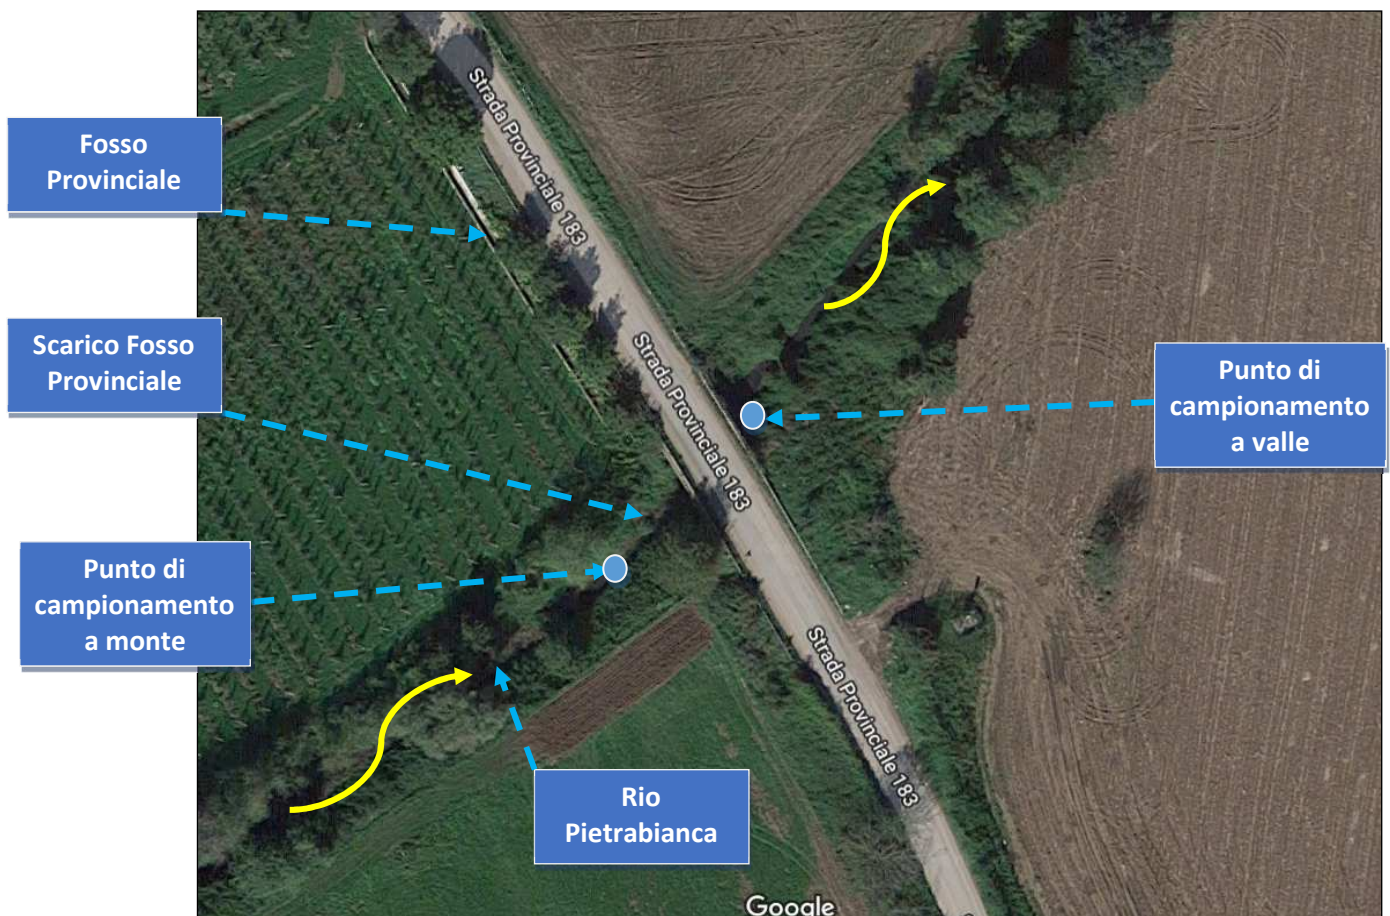 Strada Provinciale 183
Fosso
Provinciale
Scarico Fosso
Provinciale
Strada Provinciale 183
Punto di
campionamento
a valle
Punto di
campionamento
a monte
Strada Provinciale 183
Rio
Pietrabianca
Google